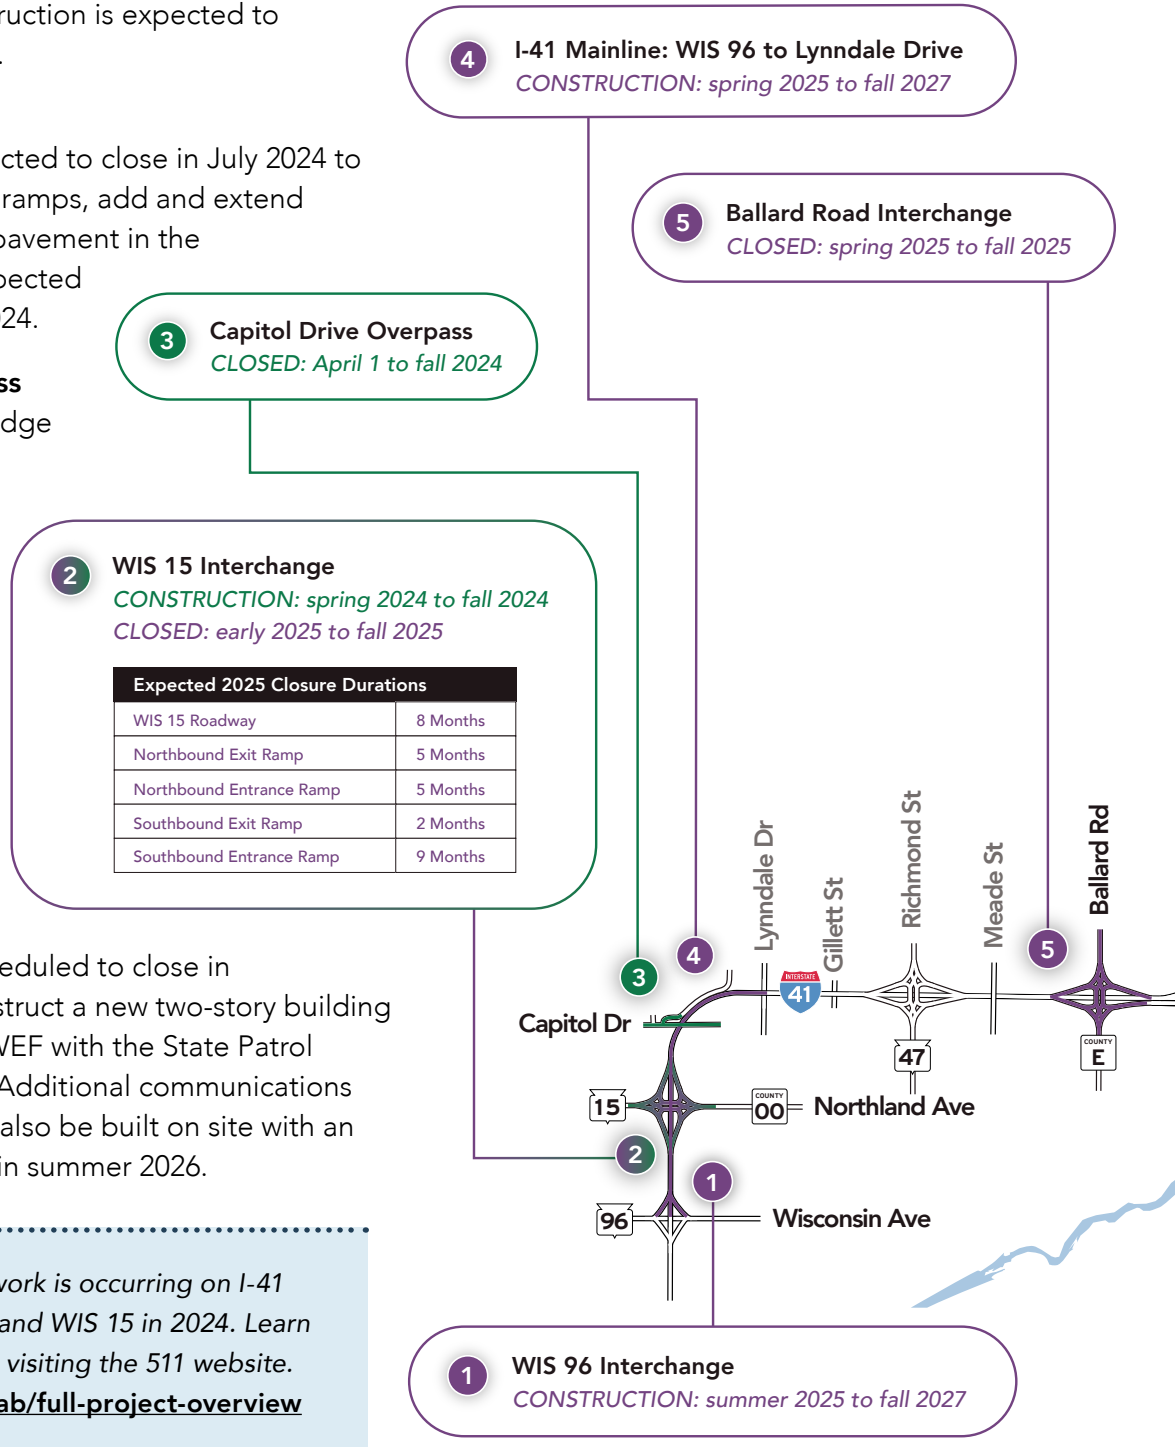 ruction is expected to
.
cted to close in July 2024 to
ramps, add and extend
pavement in the
pected
24.
ss
dge
4
I-41 Mainline: WIS 96 to Lynndale Drive
CONSTRUCTION: spring 2025 to fall 2027
5
Ballard Road Interchange
CLOSED: spring 2025 to fall 2025
3
Capitol Drive Overpass
CLOSED: April 1 to fall 2024
2
WIS 15 Interchange
CONSTRUCTION: spring 2024 to fall 2024
CLOSED: early 2025 to fall 2025
Expected 2025 Closure Durations
WIS 15 Roadway 8 Months
Northbound Exit Ramp 5 Months
Northbound Entrance Ramp 5 Months
Southbound Exit Ramp 2 Months
Southbound Entrance Ramp 9 Months
eduled to close in
struct a new two-story building
WEF with the State Patrol
Additional communications
also be built on site with an
in summer 2026.
work is occurring on I-41
and WIS 15 in 2024. Learn
visiting the 511 website.
ab/full-project-overview
Lynndale Dr
Gillett St
Richmond St
Meade St
Ballard Rd
3
4
5
INTERSTATE
41
Capitol Dr
47
COUNTY
E
15
COUNTY
OO
Northland Ave
2
1
96
Wisconsin Ave
1
WIS 96 Interchange
CONSTRUCTION: summer 2025 to fall 2027